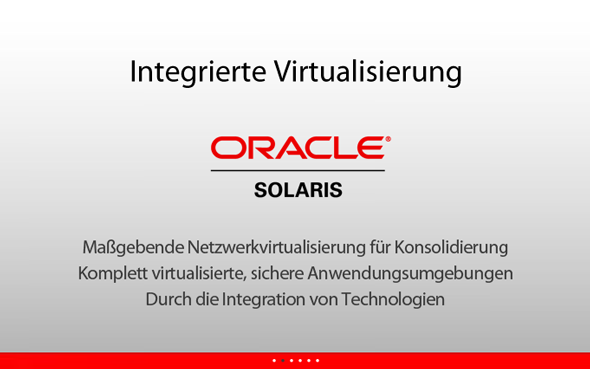 Integrierte Virtualisierung
ORACLE®
SOLARIS
Maßgebende Netzwerkvirtualisierung für Konsolidierung
Komplett virtualisierte, sichere Anwendungsumgebungen
Durch die Integration von Technologien